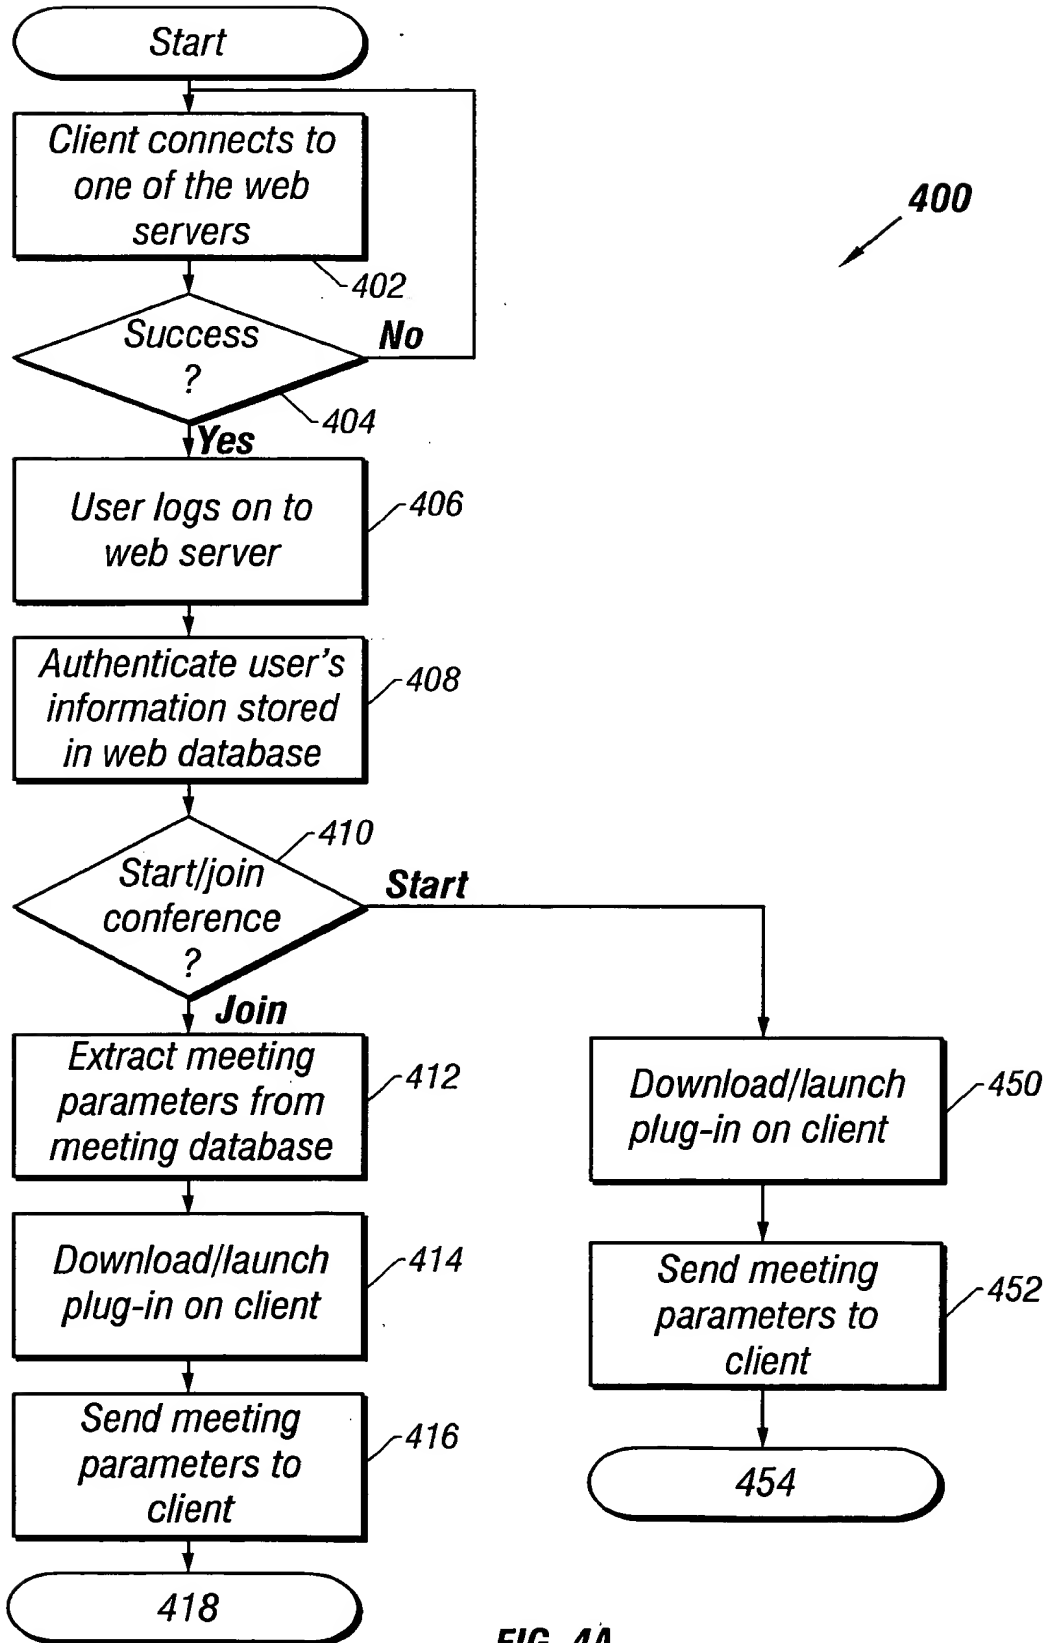 Start
Client connects to
one of the web
servers
400
402
Success
?
No
404
Yes
User logs on to
web server
406
Authenticate user's
information stored
in web database
408
410
Start/join
conference
?
Start
Join
Extract meeting
parameters from
meeting database
412
Download/launch
plug-in on client
450
Download/launch
plug-in on client
414
Send meeting
parameters to
client
452
Send meeting
parameters to
client
416
454
418
FIG. 4A